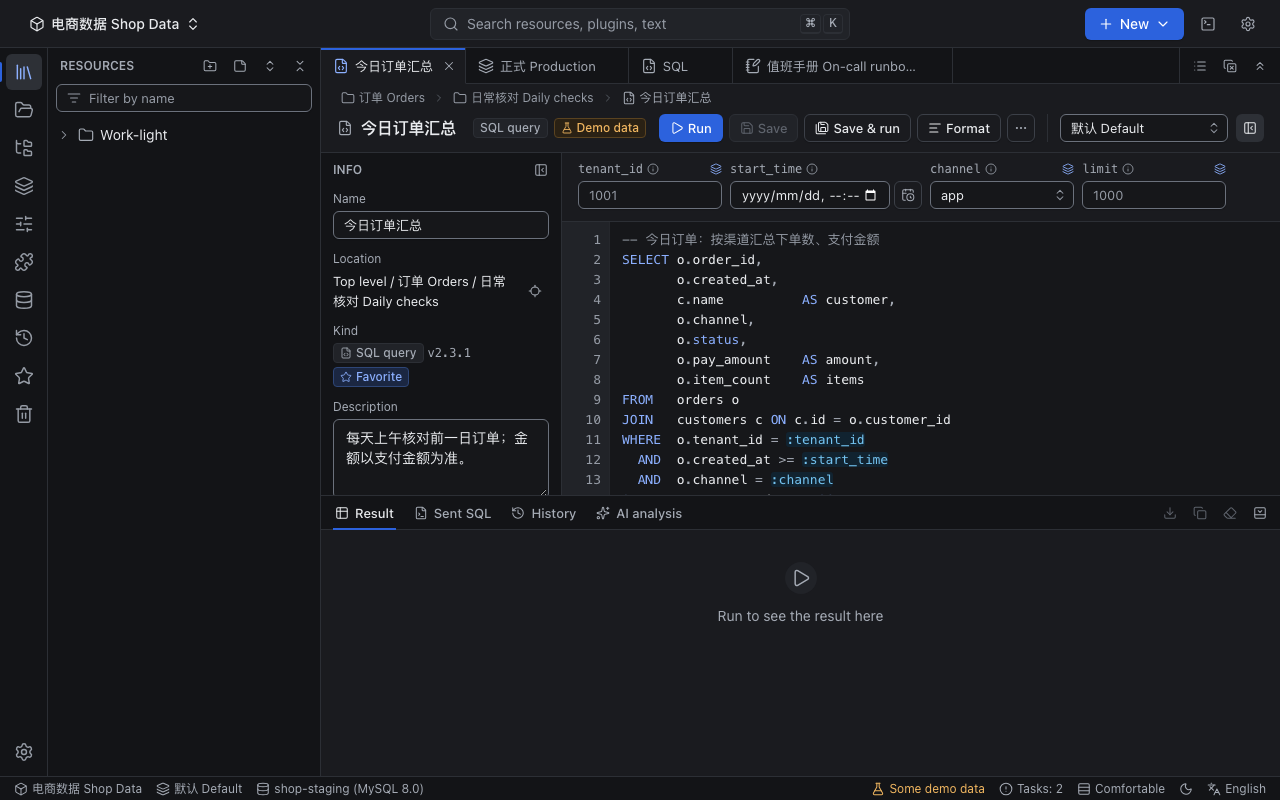 电商数据 Shop Data
Search resources, plugins, text
⌘ K
New
RESOURCES
Filter by name
Work-light
今日订单汇总
正式 Production
SQL
值班手册 On-call runbo...
订单 Orders
日常核对 Daily checks
今日订单汇总
今日订单汇总
SQL query
Demo data
Run
Save
Save & run
Format
默认 Default
INFO
Name
今日订单汇总
Location
Top level / 订单 Orders / 日常
核对 Daily checks
Kind
SQL query v2.3.1
Favorite
Description
每天上午核对前一日订单；金
额以支付金额为准。
tenant_id
start_time
channel
limit
1001
yyyy/mm/dd, --:--
app
1000
1 -- 今日订单：按渠道汇总下单数、支付金额
2 SELECT o.order_id,
3 o.created_at,
4 c.name AS customer,
5 o.channel,
6 o.status,
7 o.pay_amount AS amount,
8 o.item_count AS items
9 FROM orders o
10 JOIN customers c ON c.id = o.customer_id
11 WHERE o.tenant_id = :tenant_id
12 AND o.created_at >= :start_time
13 AND o.channel = :channel
Result
Sent SQL
History
AI analysis
Run to see the result here
电商数据 Shop Data
默认 Default
shop-staging (MySQL 8.0)
Some demo data
Tasks: 2
Comfortable
English